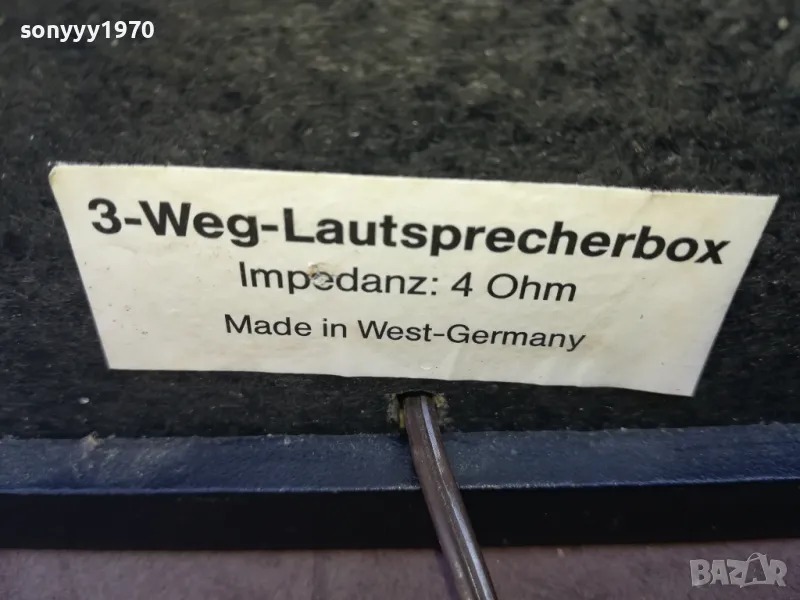 sonyyy1970
3-Weg-Lautsprecherbox
Impedanz: 4 Ohm
Made in West-Germany
BAZAR